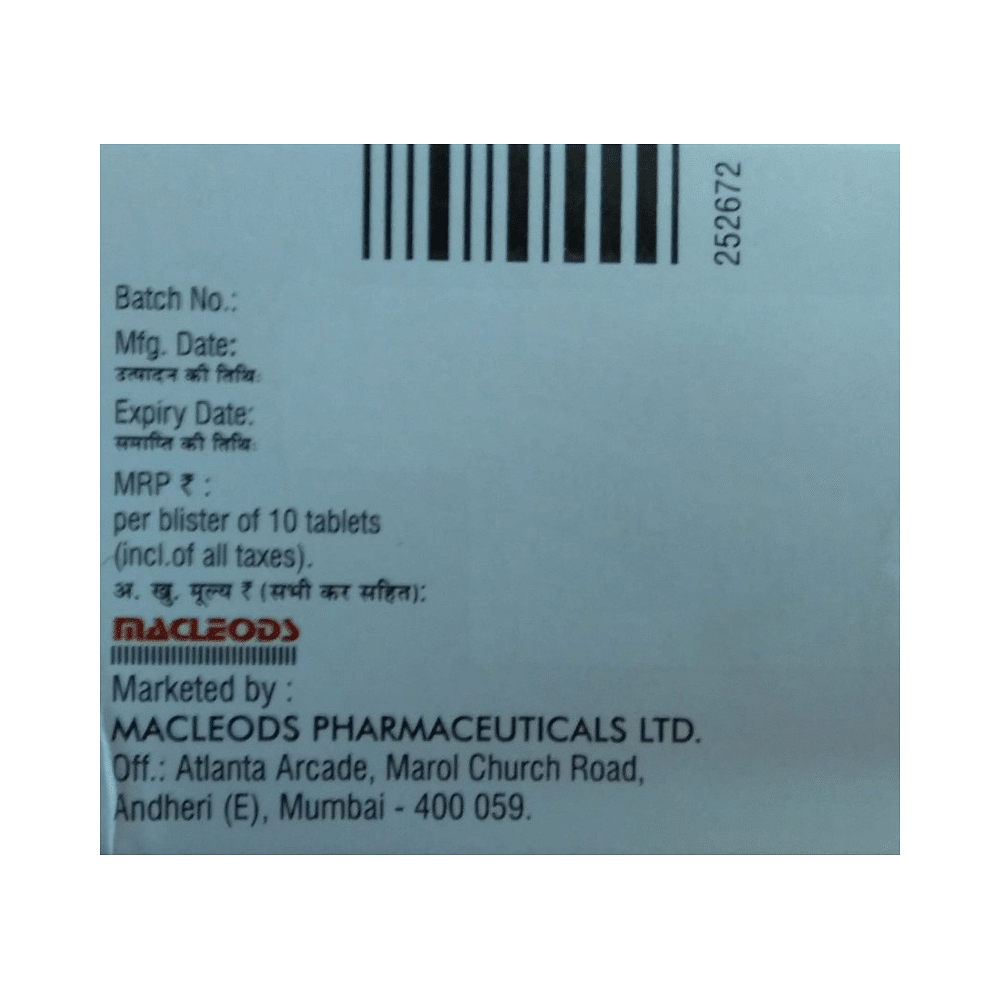 252672
Batch No.:
Mfg. Date:
उत्पादन की तिथि:
Expiry Date:
समाप्ति की तिथि:
MRP ₹ :
per blister of 10 tablets
(incl.of all taxes).
अ. खु. मूल्य ₹ (सभी कर सहित):
MACLEODS
Marketed by :
MACLEODS PHARMACEUTICALS LTD.
Off.: Atlanta Arcade, Marol Church Road,
Andheri (E), Mumbai - 400 059.